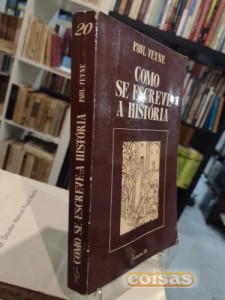 20
PAUL VEYNE
COMO SE ESCREVE A HISTÓRIA
PAUL VEYNE
COMO
SE ESCREVE
A HISTÓRIA
coisas